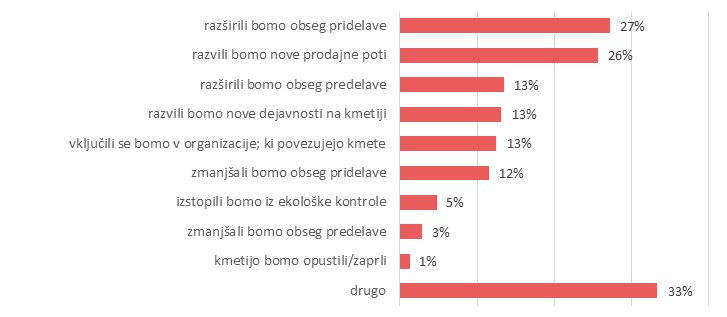 razširili bomo obseg pridelave 27%
razvili bomo nove prodajne poti 26%
razširili bomo obseg predelave 13%
razvili bomo nove dejavnosti na kmetiji 13%
vključili se bomo v organizacije; ki povezujejo kmete 13%
zmanjšali bomo obseg pridelave 12%
izstopili bomo iz ekološke kontrole 5%
zmanjšali bomo obseg predelave 3%
kmetijo bomo opustili/zaprli 1%
drugo 33%